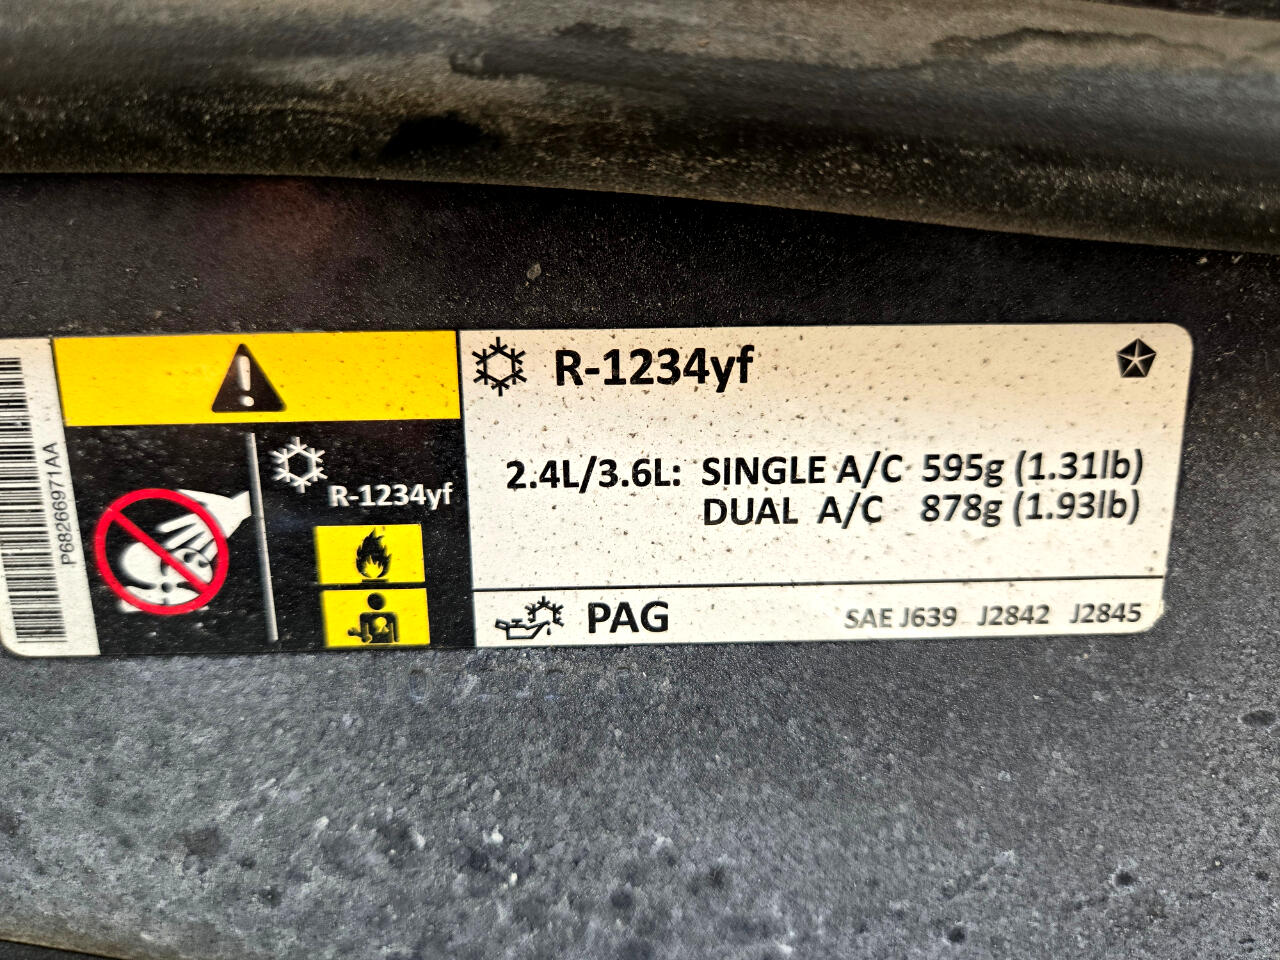 P68266971AA
R-1234yf
R-1234yf
2.4L/3.6L: SINGLE A/C 595g (1.31lb)
DUAL A/C 878g (1.93lb)
PAG
SAE J639 J2842 J2845